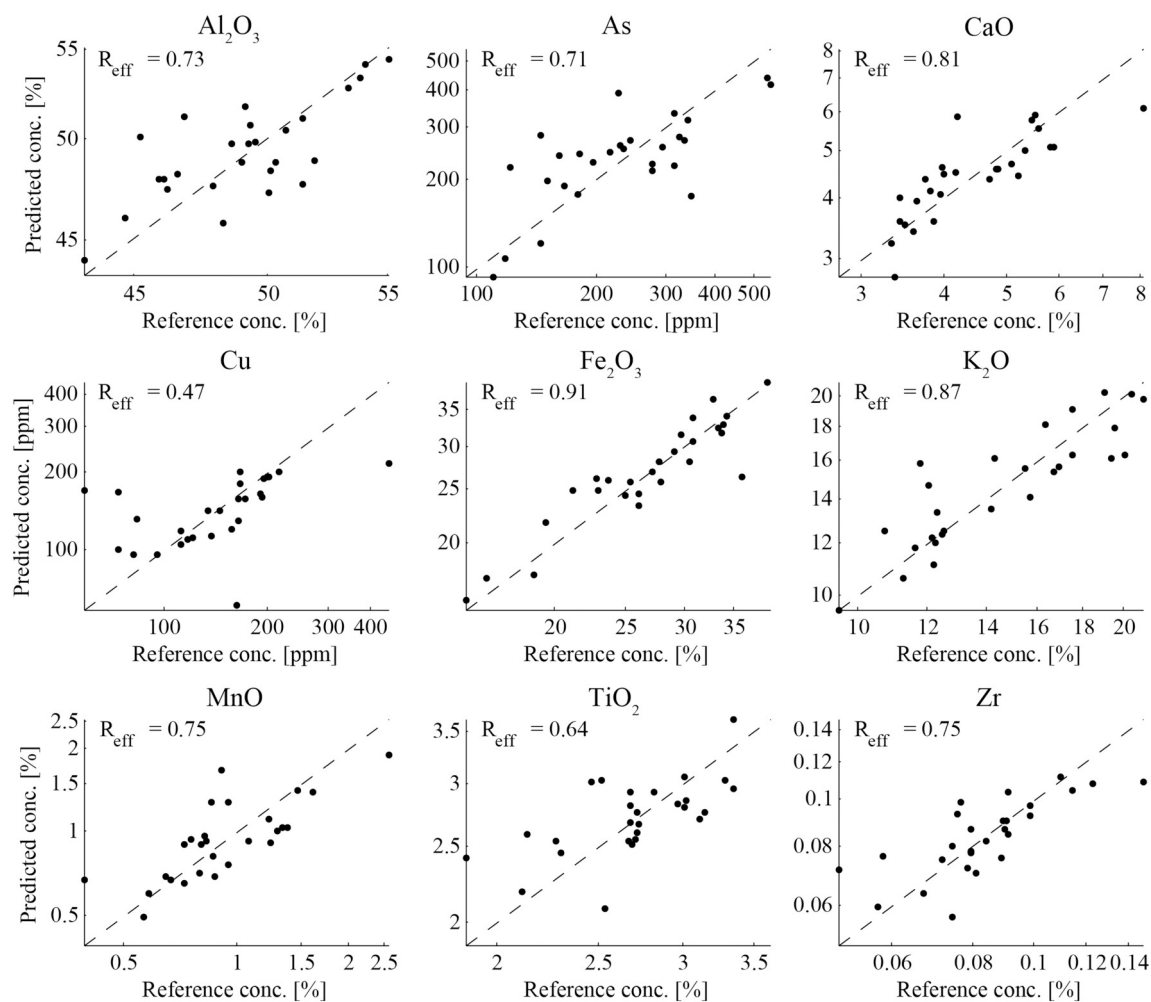 Al₂O₃
As
CaO
R_eff = 0.73
R_eff = 0.71
R_eff = 0.81
Predicted conc. [%]
55
50
45
45 50 55
Reference conc. [%]
500
400
300
200
100
100 200 300 400 500
Reference conc. [ppm]
8
7
6
5
4
3
3 4 5 6 7 8
Reference conc. [%]
Cu
Fe₂O₃
K₂O
R_eff = 0.47
R_eff = 0.91
R_eff = 0.87
Predicted conc. [ppm]
400
300
200
100
100 200 300 400
Reference conc. [ppm]
35
30
25
20
20 25 30 35
Reference conc. [%]
20
18
16
14
12
10
10 12 14 16 18 20
Reference conc. [%]
MnO
TiO₂
Zr
R_eff = 0.75
R_eff = 0.64
R_eff = 0.75
Predicted conc. [%]
2.5
2
1.5
1
0.5
0.5 1 1.5 2 2.5
Reference conc. [%]
3.5
3
2.5
2
2 2.5 3 3.5
Reference conc. [%]
0.14
0.12
0.1
0.08
0.06
0.06 0.08 0.1 0.12 0.14
Reference conc. [%]